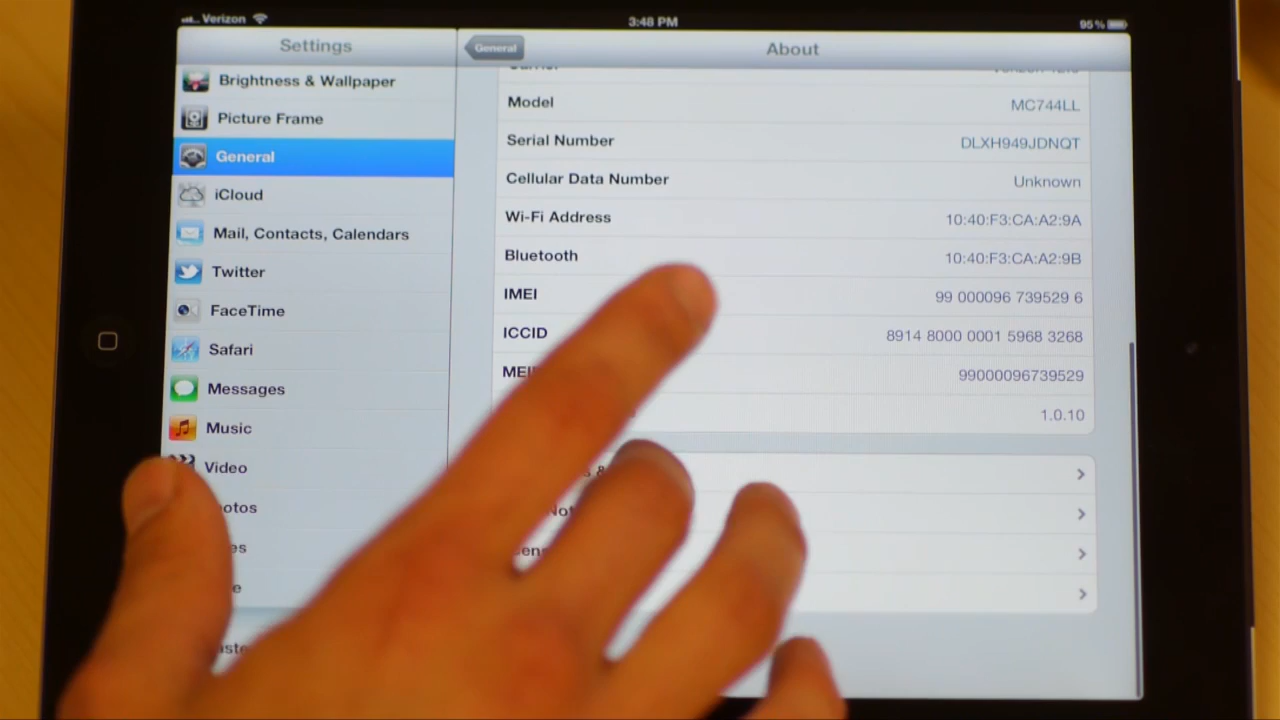 Verizon
3:48 PM
95%
Settings
General
About
Brightness & Wallpaper
Picture Frame
General
iCloud
Mail, Contacts, Calendars
Twitter
FaceTime
Safari
Messages
Music
Video
otos
Model MC744LL
Serial Number DLXH949JDNQT
Cellular Data Number Unknown
Wi-Fi Address 10:40:F3:CA:A2:9A
Bluetooth 10:40:F3:CA:A2:9B
IMEI 99 000096 739529 6
ICCID 8914 8000 0001 5968 3268
MEI 99000096739529
1.0.10